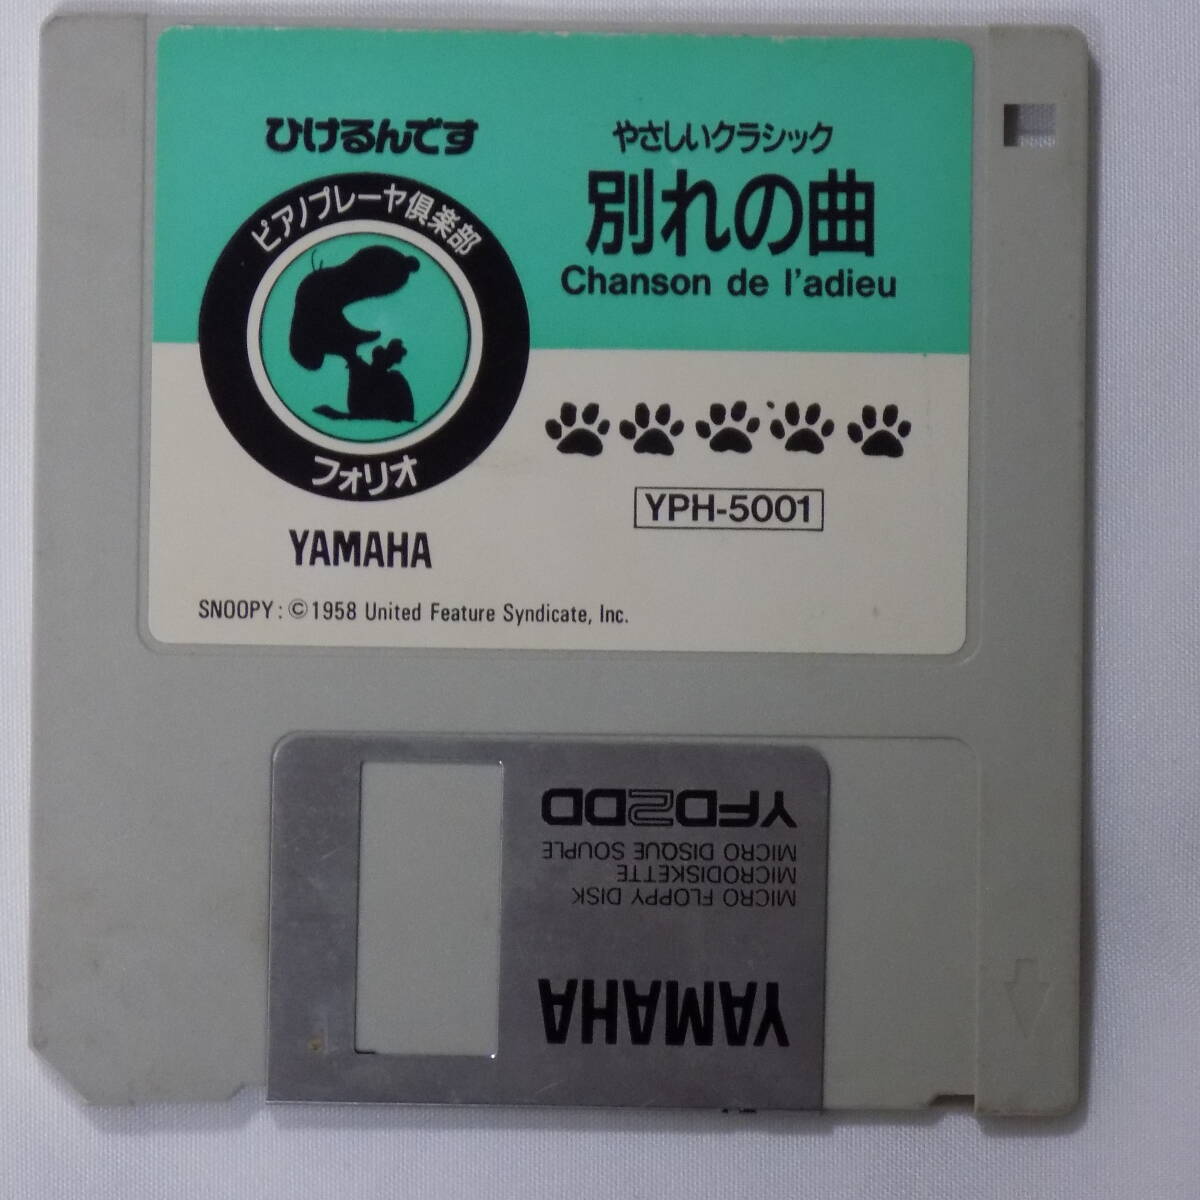 ひけるんです
ピアノプレーヤ倶楽部
フォリオ
YAMAHA
SNOOPY: ©1958 United Feature Syndicate, Inc.
やさしいクラシック
別れの曲
Chanson de l'adieu
YPH-5001
YAMAHA
MICRO FLOPPY DISK
MICRODISKETTE
MICRO DISQUE SOUPLE
YFD2DD